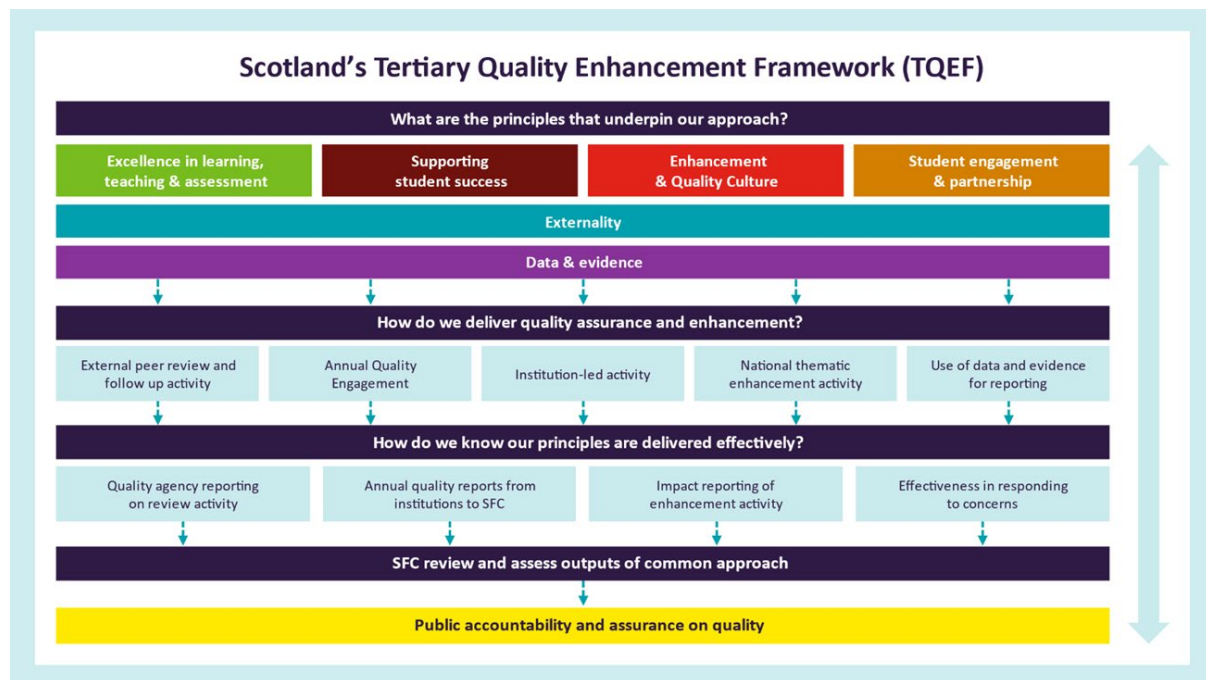 Scotland's Tertiary Quality Enhancement Framework (TQEF)
What are the principles that underpin our approach?
Excellence in learning,
teaching & assessment
Supporting
student success
Enhancement
& Quality Culture
Student engagement
& partnership
Externality
Data & evidence
How do we deliver quality assurance and enhancement?
External peer review and
follow up activity
Annual Quality
Engagement
Institution-led activity
National thematic
enhancement activity
Use of data and evidence
for reporting
How do we know our principles are delivered effectively?
Quality agency reporting
on review activity
Annual quality reports from
institutions to SFC
Impact reporting of
enhancement activity
Effectiveness in responding
to concerns
SFC review and assess outputs of common approach
Public accountability and assurance on quality